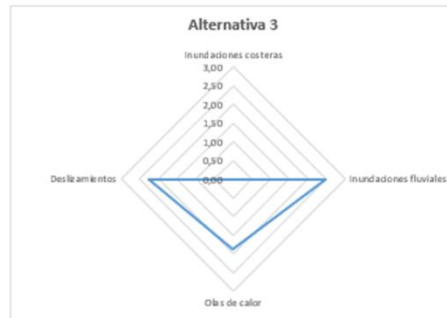 Alternativa 3
Inundaciones costeras
3,00
2,50
2,00
1,50
1,00
0,50
0,00
Deslizamientos
Inundaciones fluviales
Olas de calor